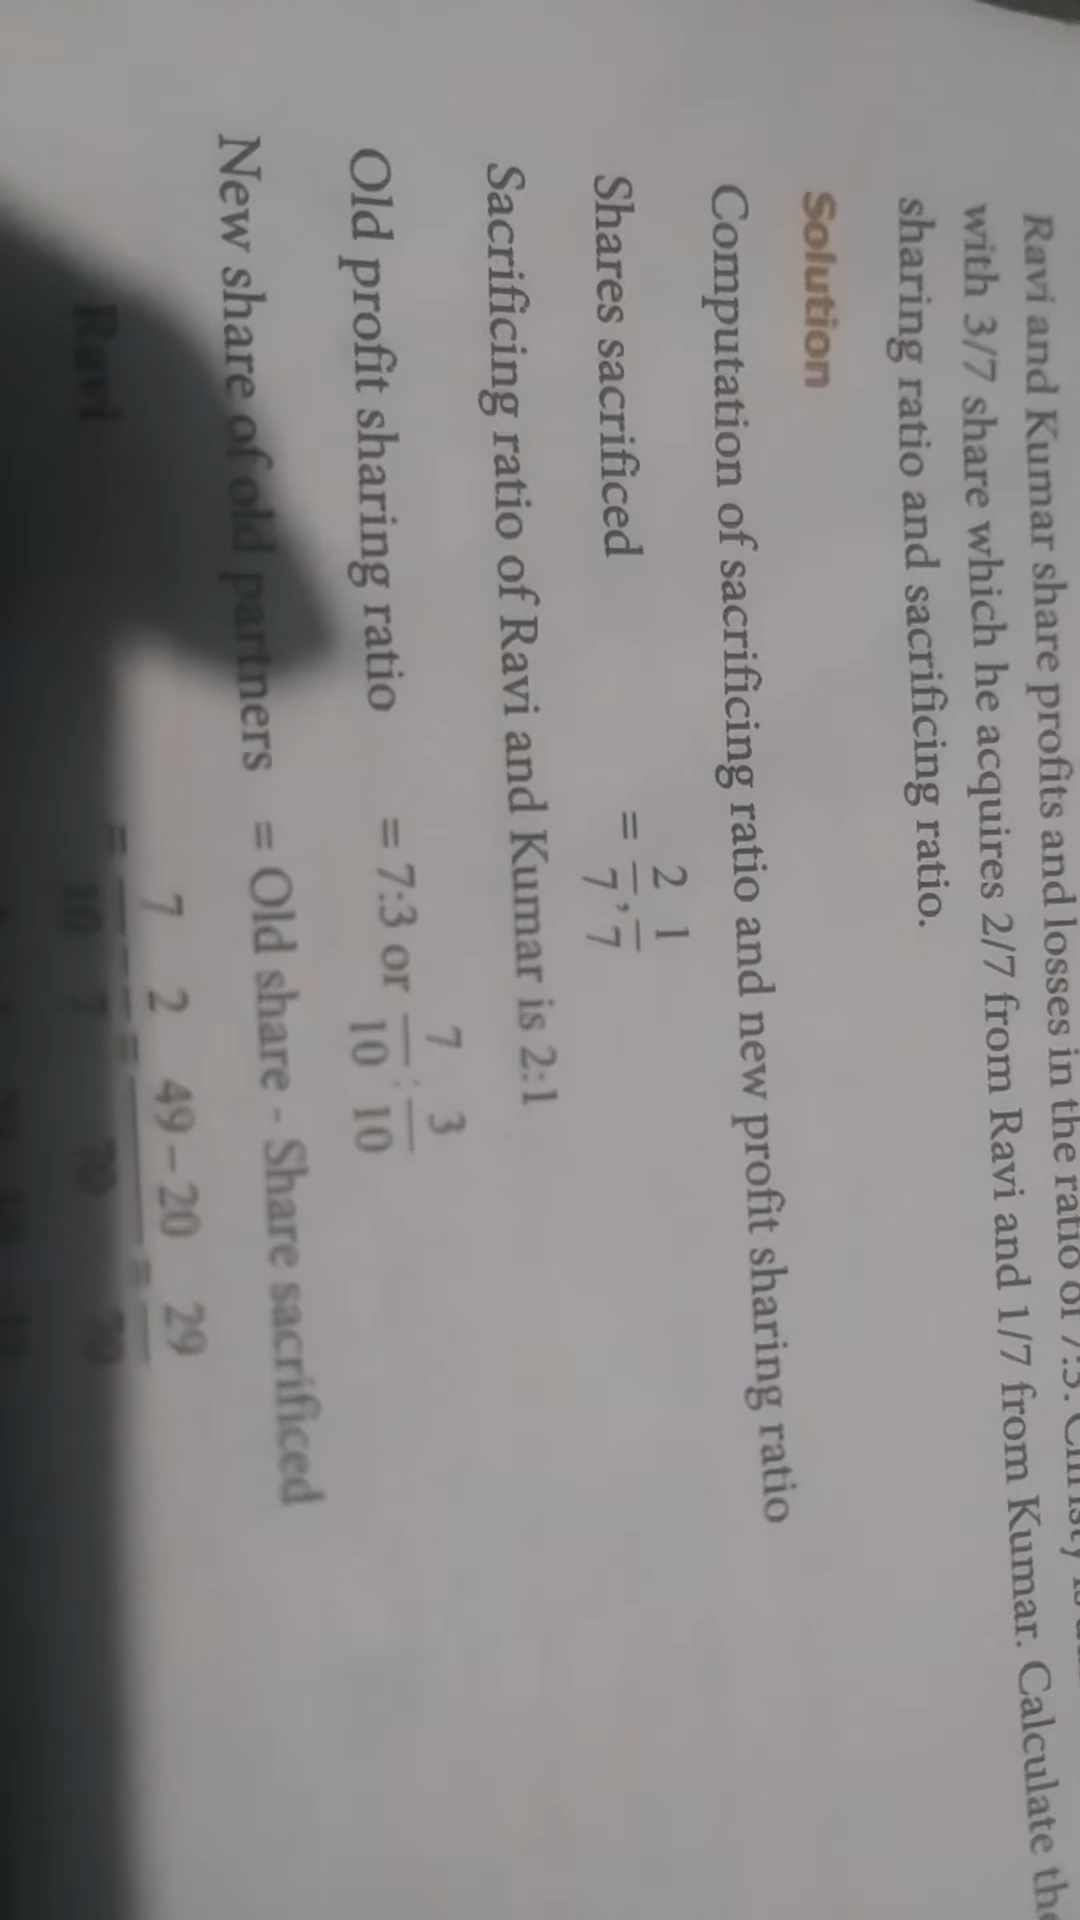 Ravi and Kumar share profits and losses in the ratio of 7:3. Christy is
with 3/7 share which he acquires 2/7 from Ravi and 1/7 from Kumar. Calculate the
sharing ratio and sacrificing ratio.
Solution
Computation of sacrificing ratio and new profit sharing ratio
Shares sacrificed = 2/7, 1/7
Sacrificing ratio of Ravi and Kumar is 2:1
Old profit sharing ratio = 7:3 or 7/10 : 3/10
New share of old partners = Old share - Share sacrificed
Ravi = 7/10 – 2/7 = 49 – 20/70 = 29/70